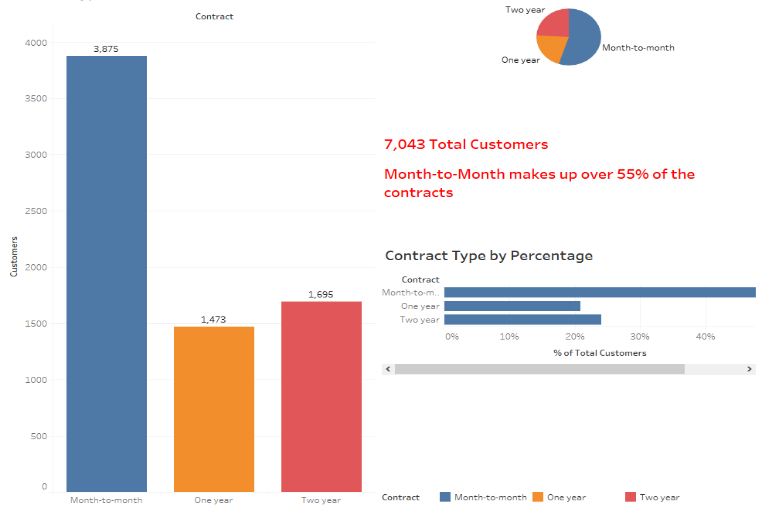 Contract
4000
3500
3000
2500
2000
1500
1000
500
0
Customers
3,875
1,473
1,695
Month-to-month
One year
Two year
Two year
Month-to-month
One year
7,043 Total Customers
Month-to-Month makes up over 55% of the
contracts
Contract Type by Percentage
Contract
Month-to-m..
One year
Two year
0% 10% 20% 30% 40%
% of Total Customers
Contract Month-to-month One year Two year